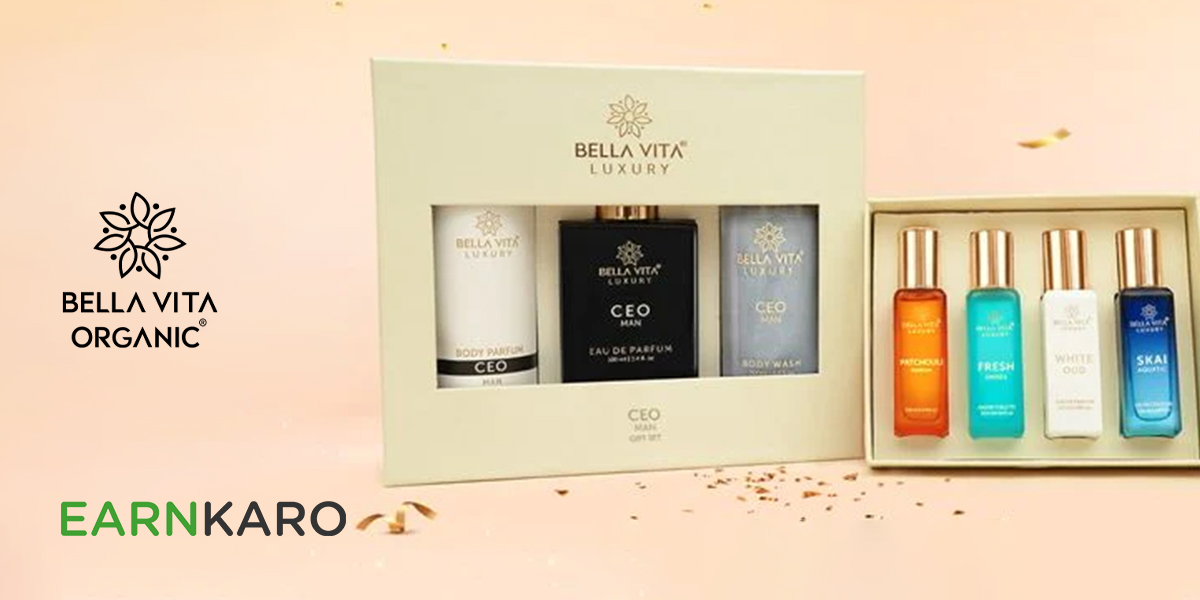 BELLA VITA
ORGANIC®
EARNKARO
BELLA VITA®
LUXURY
BELLA VITA®
LUXURY
BODY PARFUM
CEO
MAN
BELLA VITA®
LUXURY
CEO
MAN
EAU DE PARFUM
BELLA VITA®
LUXURY
CEO
MAN
BODY WASH
CEO
MAN
GIFT SET
BELLA VITA
LUXURY
PATCHOULI
BELLA VITA
LUXURY
FRESH
BELLA VITA
LUXURY
WHITE
OUD
BELLA VITA
LUXURY
SKAI
AQUATIC